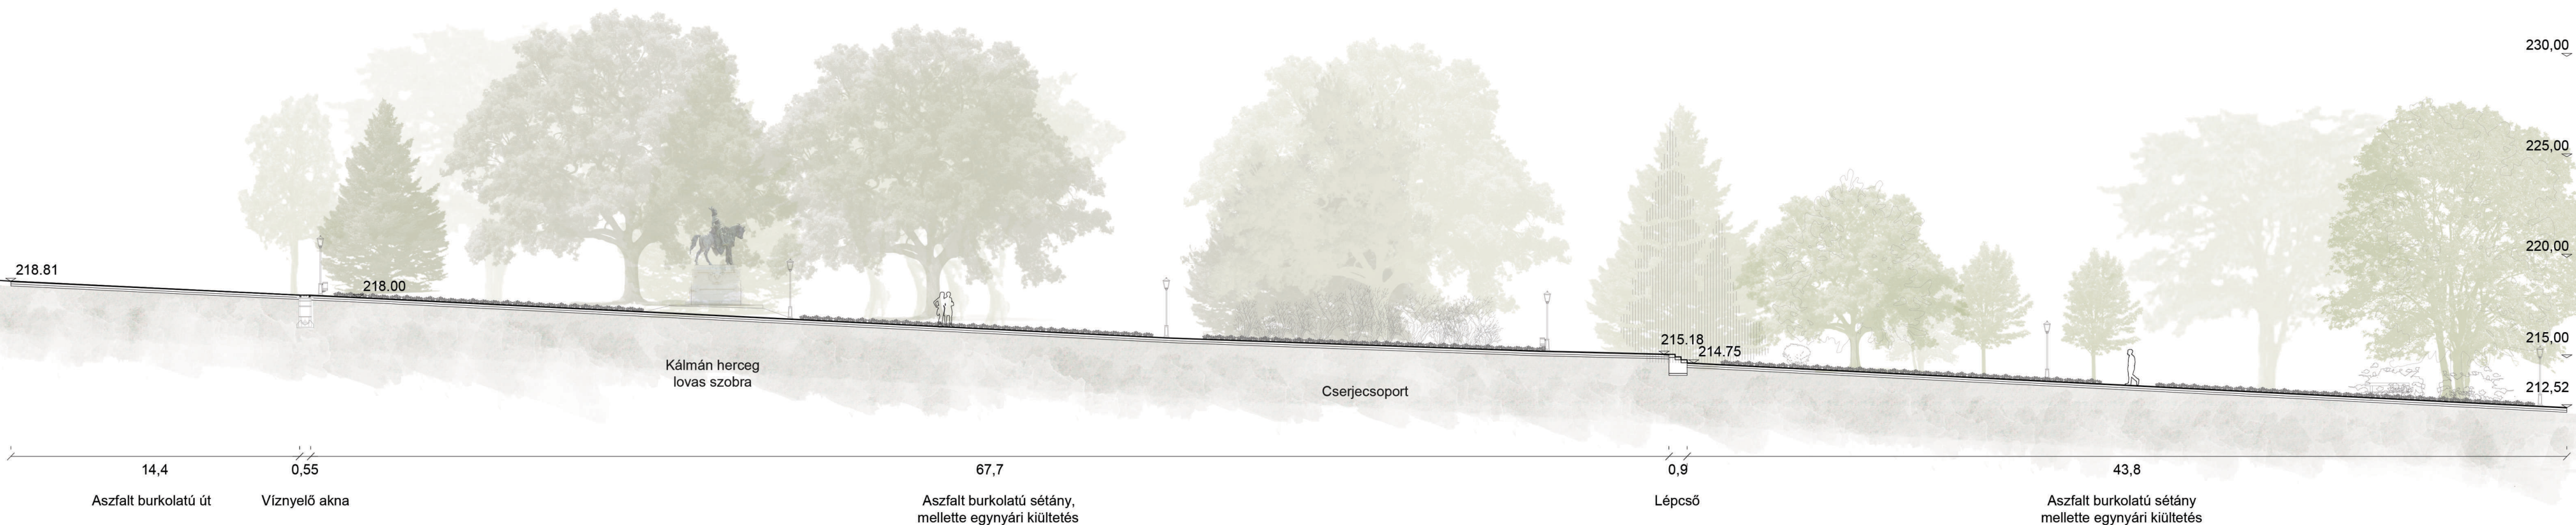 230,00
225,00
220,00
218.81
218.00
215.18
215,00
214.75
Kálmán herceg
lovas szobra
Cserjecsoport
212,52
14,4
0,55
67,7
0,9
43,8
Aszfalt burkolatú út
Víznyelő akna
Aszfalt burkolatú sétány,
mellette egynyári kiültetés
Lépcső
Aszfalt burkolatú sétány
mellette egynyári kiültetés